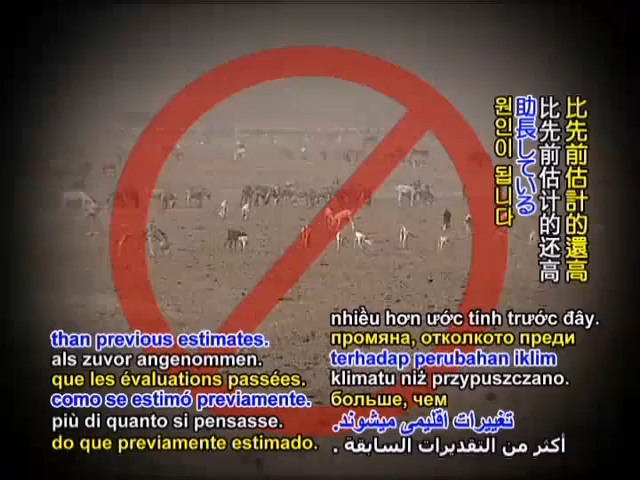 比先前估計的還高
比先前估计的还高
助長している
원인이 됩니다
than previous estimates.
als zuvor angenommen.
que les évaluations passées.
como se estimó previamente.
più di quanto si pensasse.
do que previamente estimado.
nhiều hơn ước tính trước đây.
промяна, отколкото преди
terhadap perubahan iklim
klimatu niż przypuszczano.
больше, чем
تغییرات اقلیمی میشوند.
أكثر من التقديرات السابقة .